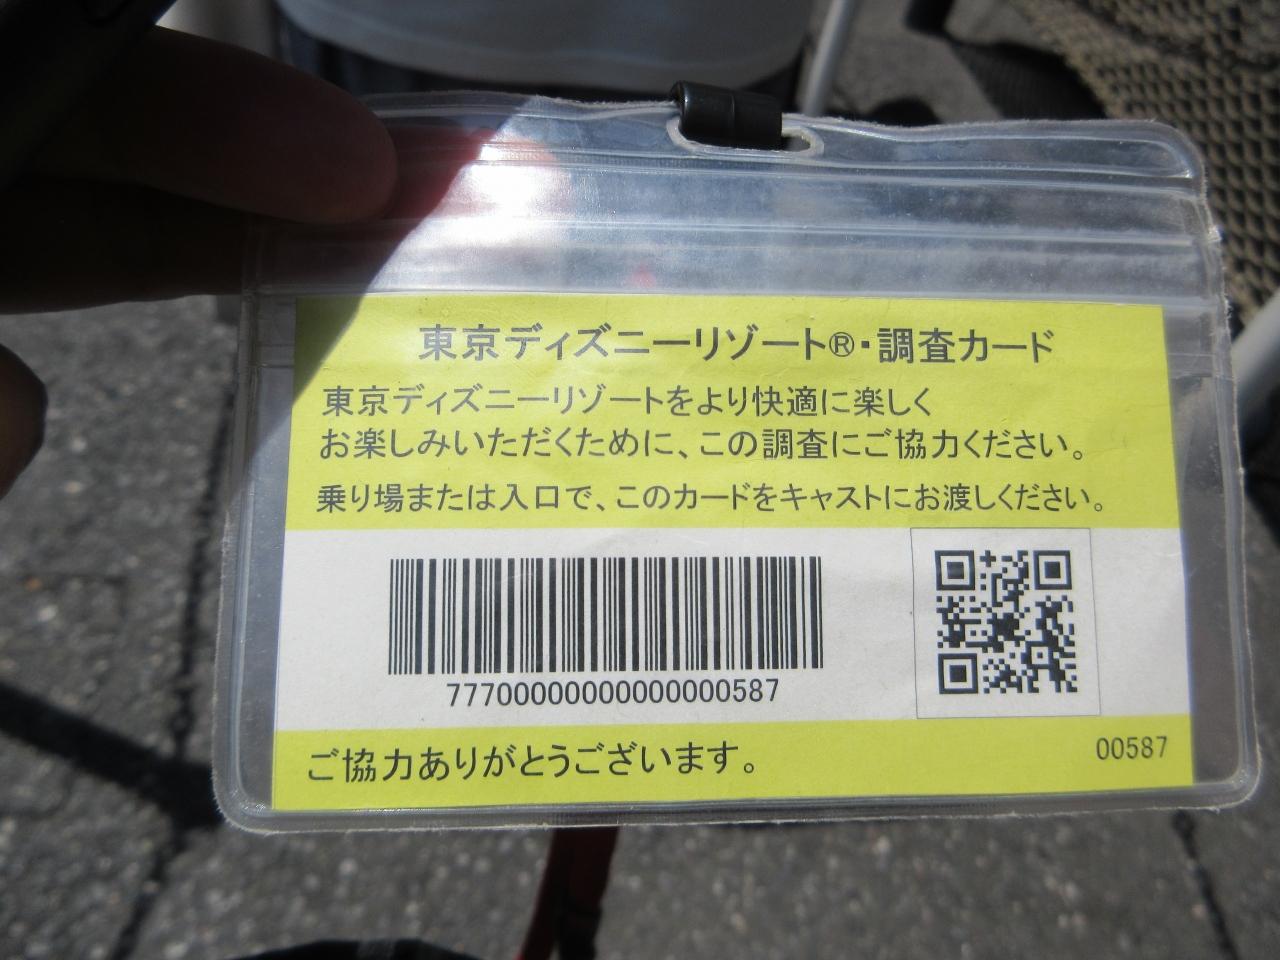 東京ディズニーリゾート®・調査カード
東京ディズニーリゾートをより快適に楽しく
お楽しみいただくために、この調査にご協力ください。
乗り場または入口で、このカードをキャストにお渡しください。
77700000000000000587
ご協力ありがとうございます。
00587